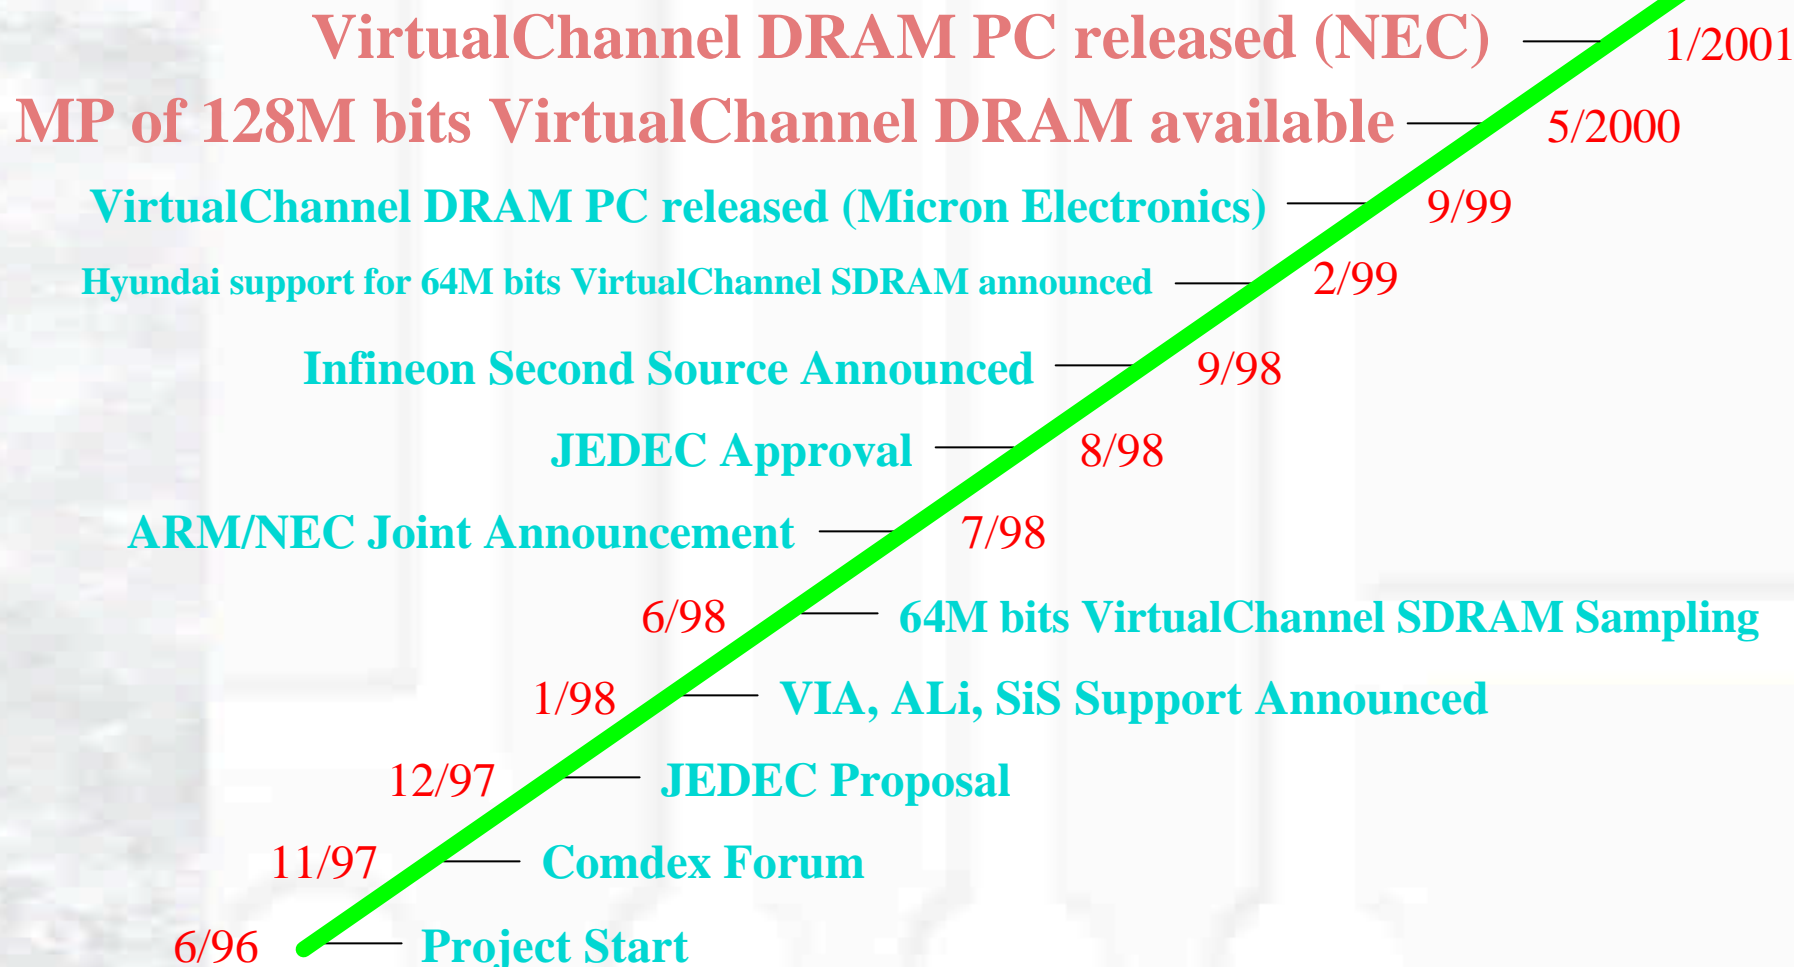 VirtualChannel DRAM PC released (NEC) 1/2001
MP of 128M bits VirtualChannel DRAM available 5/2000
VirtualChannel DRAM PC released (Micron Electronics) 9/99
Hyundai support for 64M bits VirtualChannel SDRAM announced 2/99
Infineon Second Source Announced 9/98
JEDEC Approval 8/98
ARM/NEC Joint Announcement 7/98
6/98 64M bits VirtualChannel SDRAM Sampling
1/98 VIA, ALi, SiS Support Announced
12/97 JEDEC Proposal
11/97 Comdex Forum
6/96 Project Start